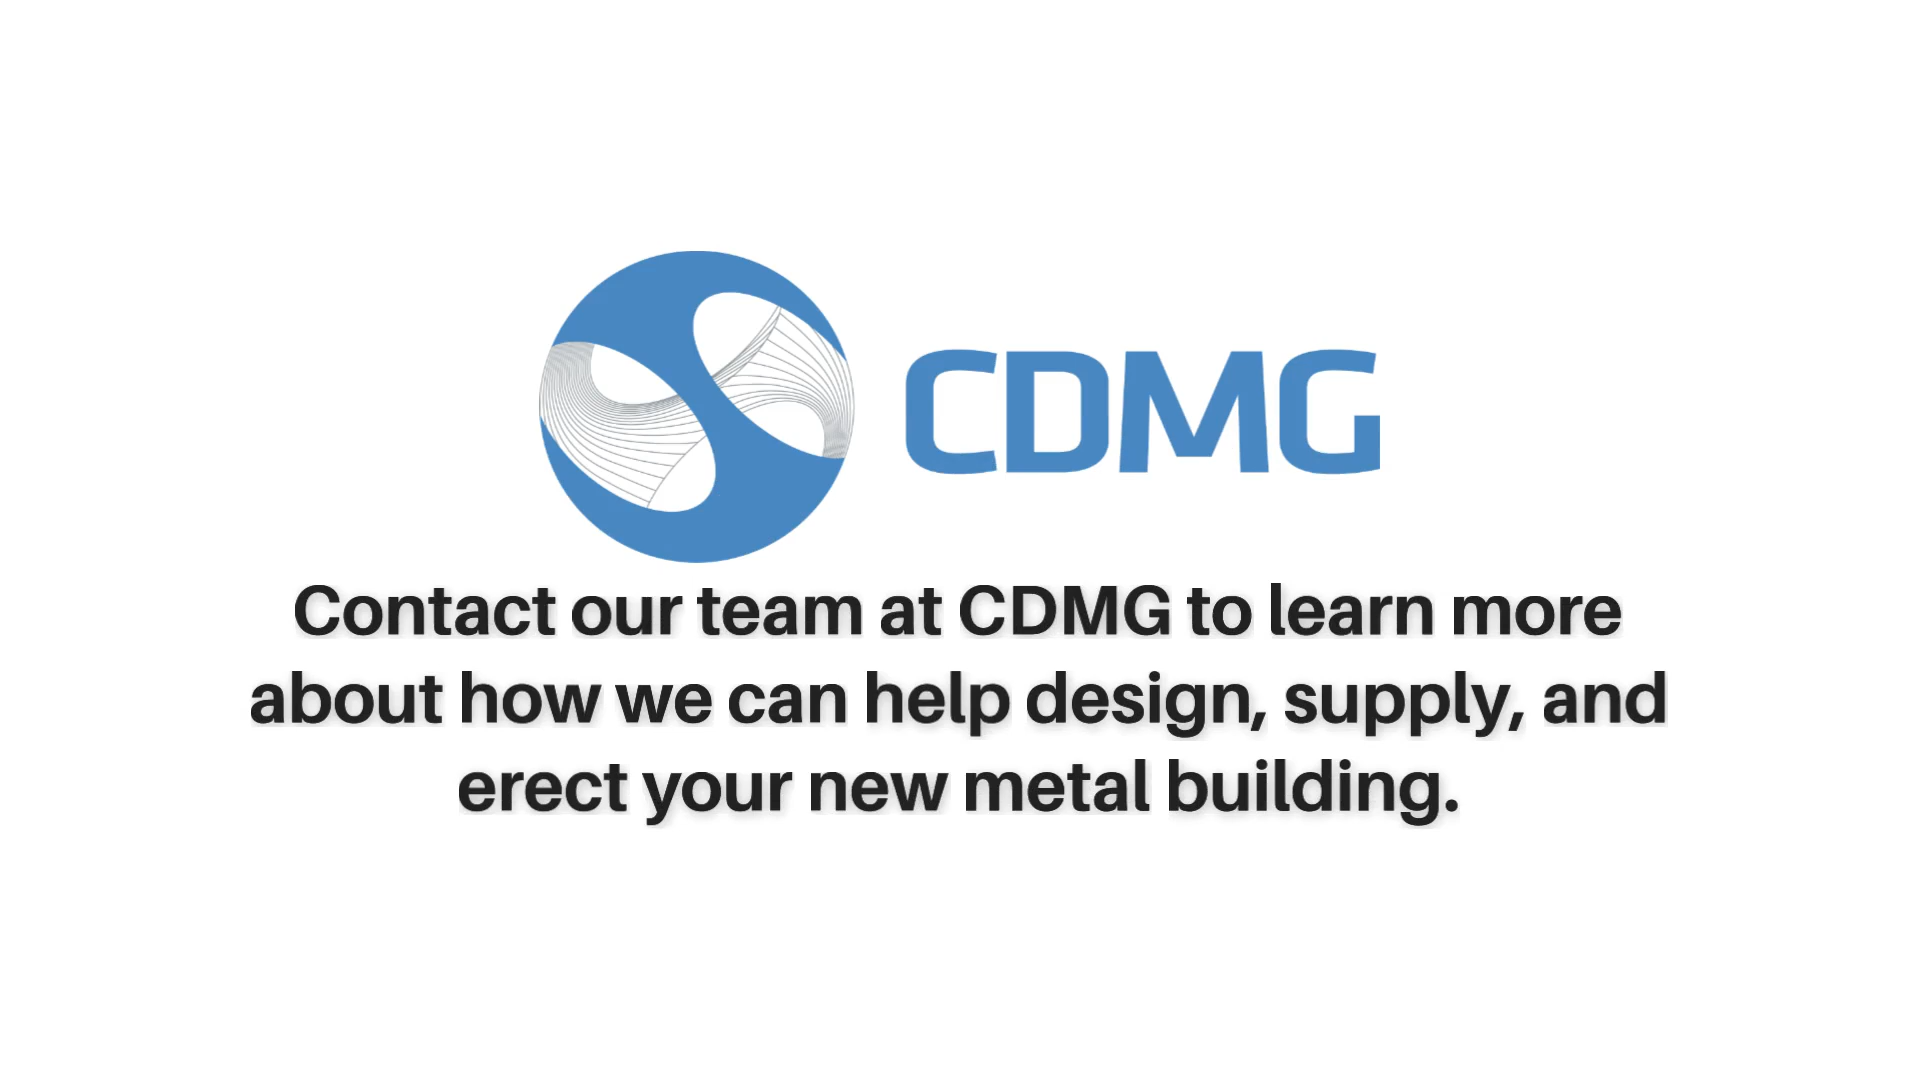 CDMG
Contact our team at CDMG to learn more
about how we can help design, supply, and
erect your new metal building.